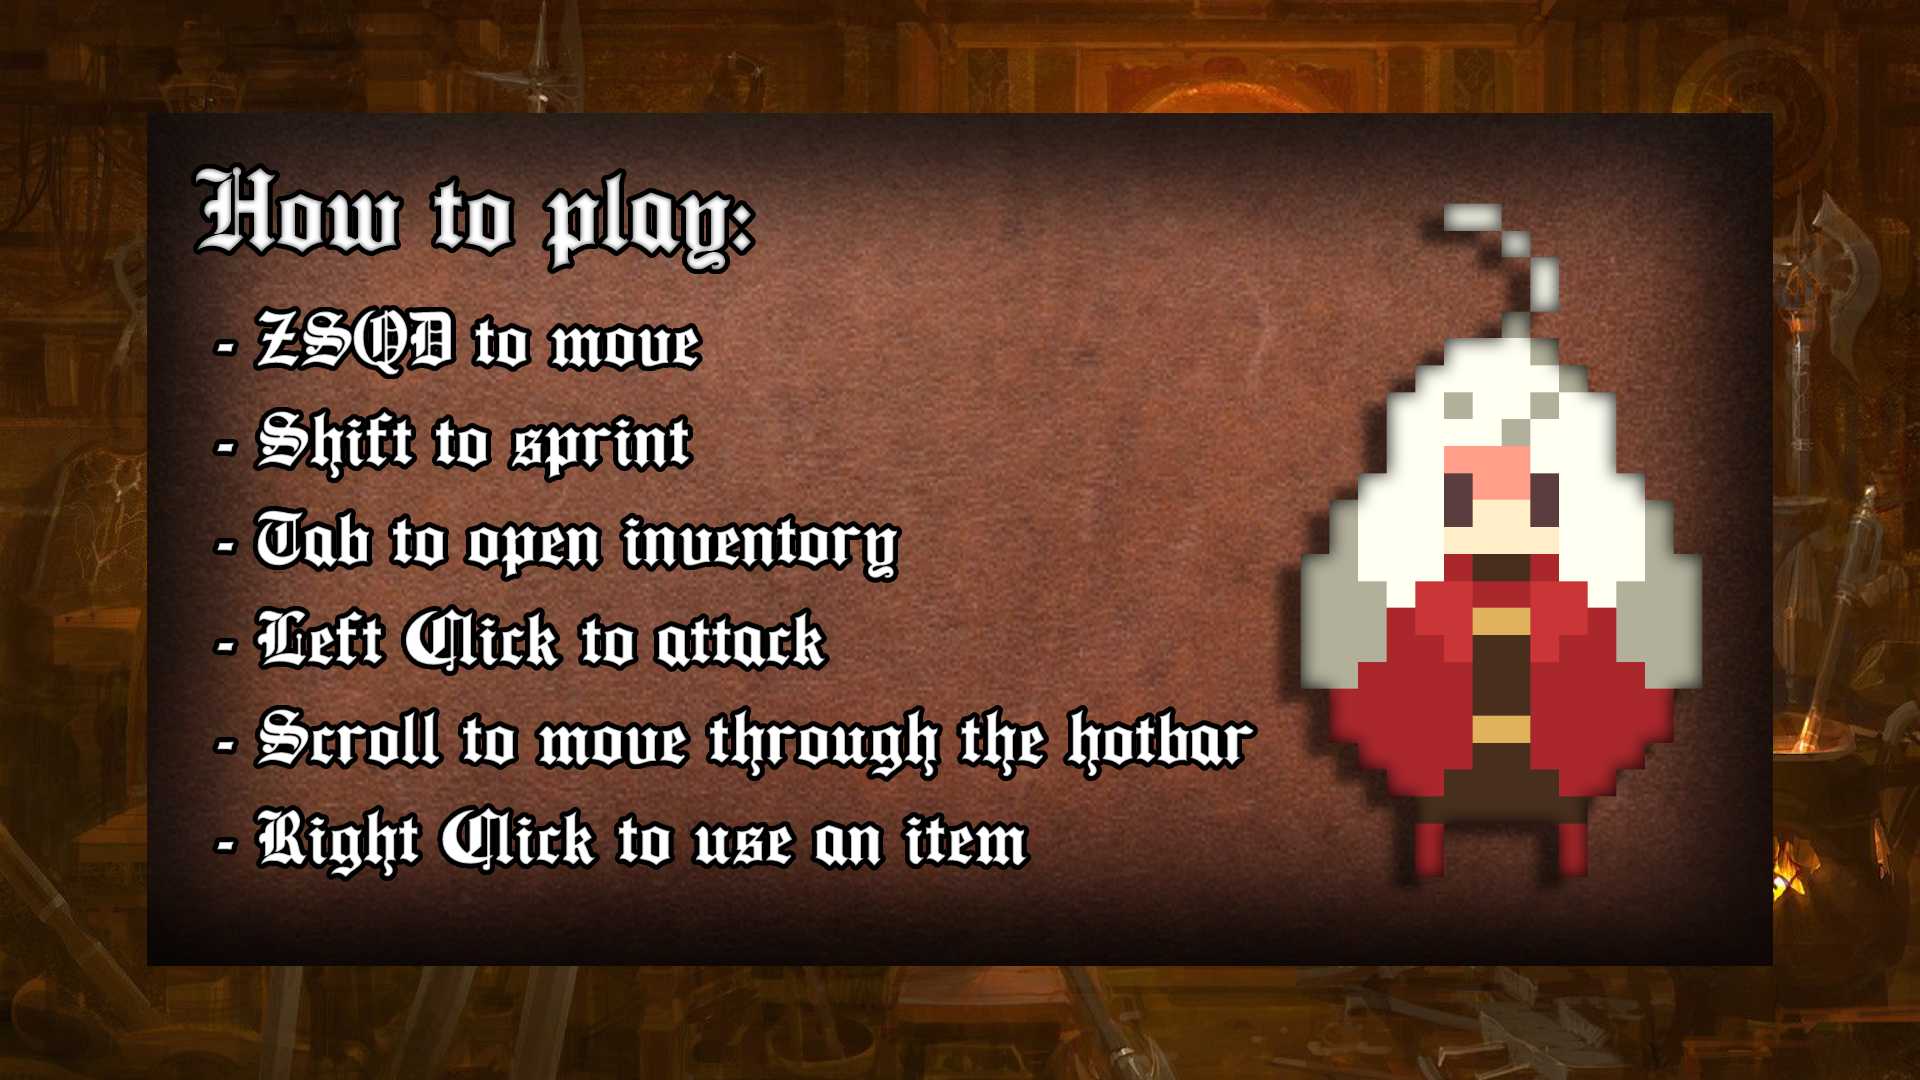 How to play:
- ZSQD to move
- Shift to sprint
- Tab to open inventory
- Left Click to attack
- Scroll to move through the hotbar
- Right Click to use an item